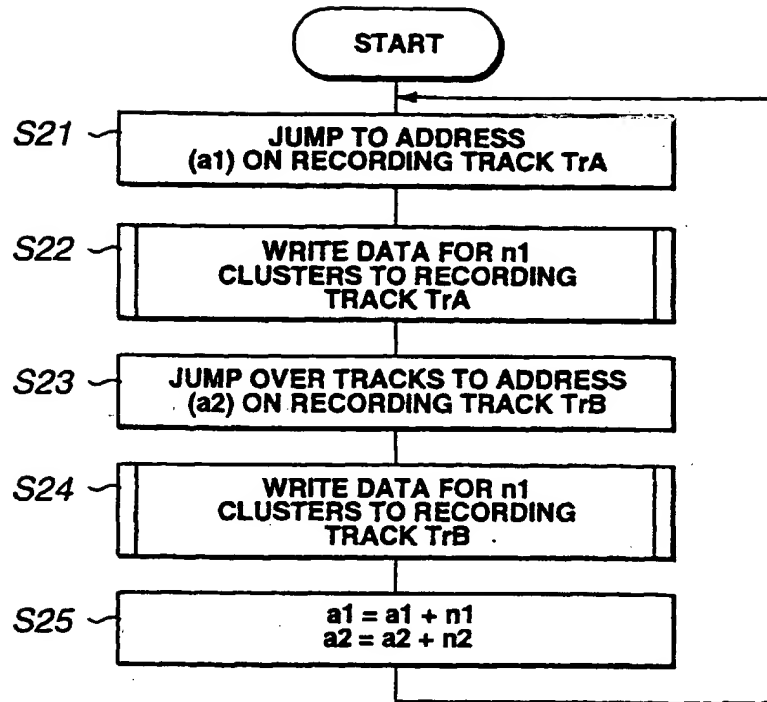 START
S21
JUMP TO ADDRESS
(a1) ON RECORDING TRACK TrA
S22
WRITE DATA FOR n1
CLUSTERS TO RECORDING
TRACK TrA
S23
JUMP OVER TRACKS TO ADDRESS
(a2) ON RECORDING TRACK TrB
S24
WRITE DATA FOR n1
CLUSTERS TO RECORDING
TRACK TrB
S25
a1 = a1 + n1
a2 = a2 + n2